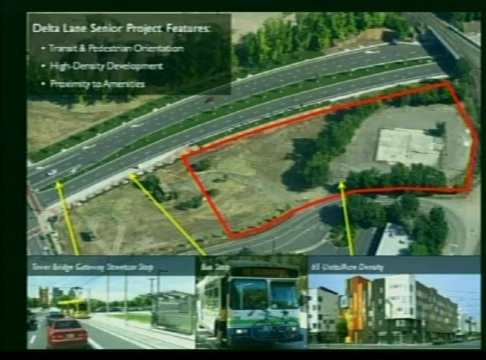 Delta Lane Senior Project Features:
• Transit & Pedestrian Orientation
• High-Density Development
• Proximity to Amenities
Tower Bridge Gateway Streetcar Stop
Bus Stop
65 Units/Acre Density